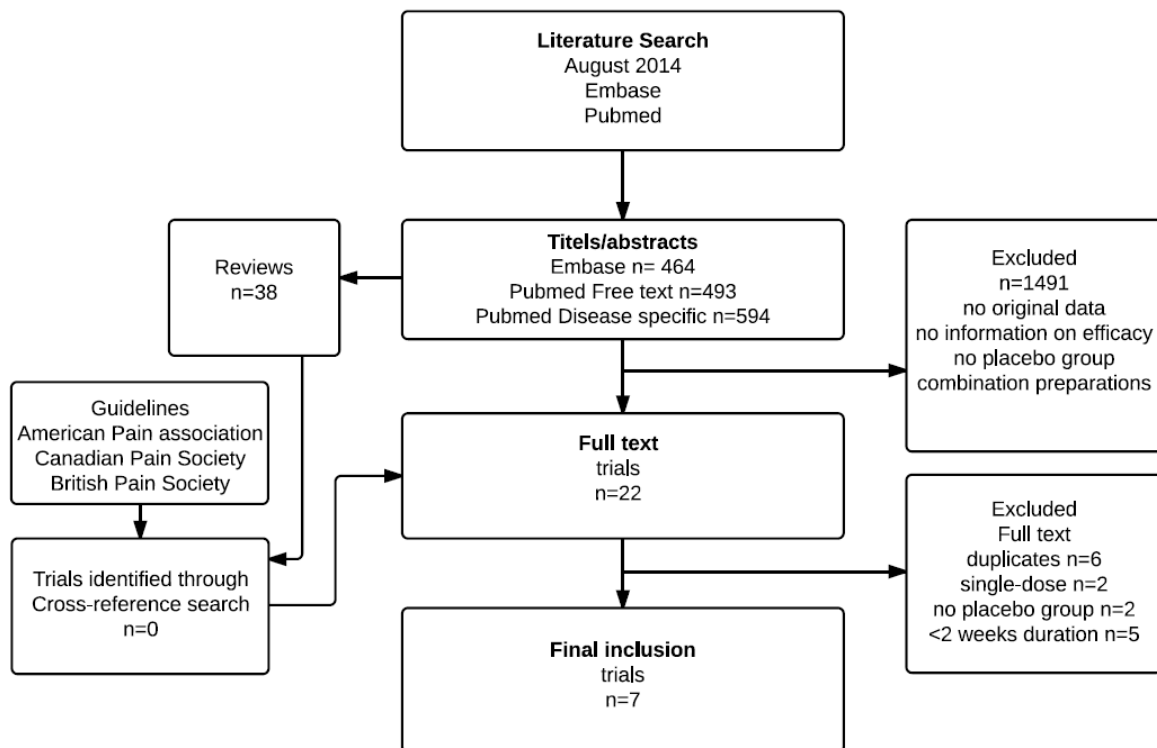 Literature Search
August 2014
Embase
Pubmed
Titels/abstracts
Embase n= 464
Pubmed Free text n=493
Pubmed Disease specific n=594
Reviews
n=38
Excluded
n=1491
no original data
no information on efficacy
no placebo group
combination preparations
Guidelines
American Pain association
Canadian Pain Society
British Pain Society
Full text
trials
n=22
Trials identified through
Cross-reference search
n=0
Excluded
Full text
duplicates n=6
single-dose n=2
no placebo group n=2
<2 weeks duration n=5
Final inclusion
trials
n=7